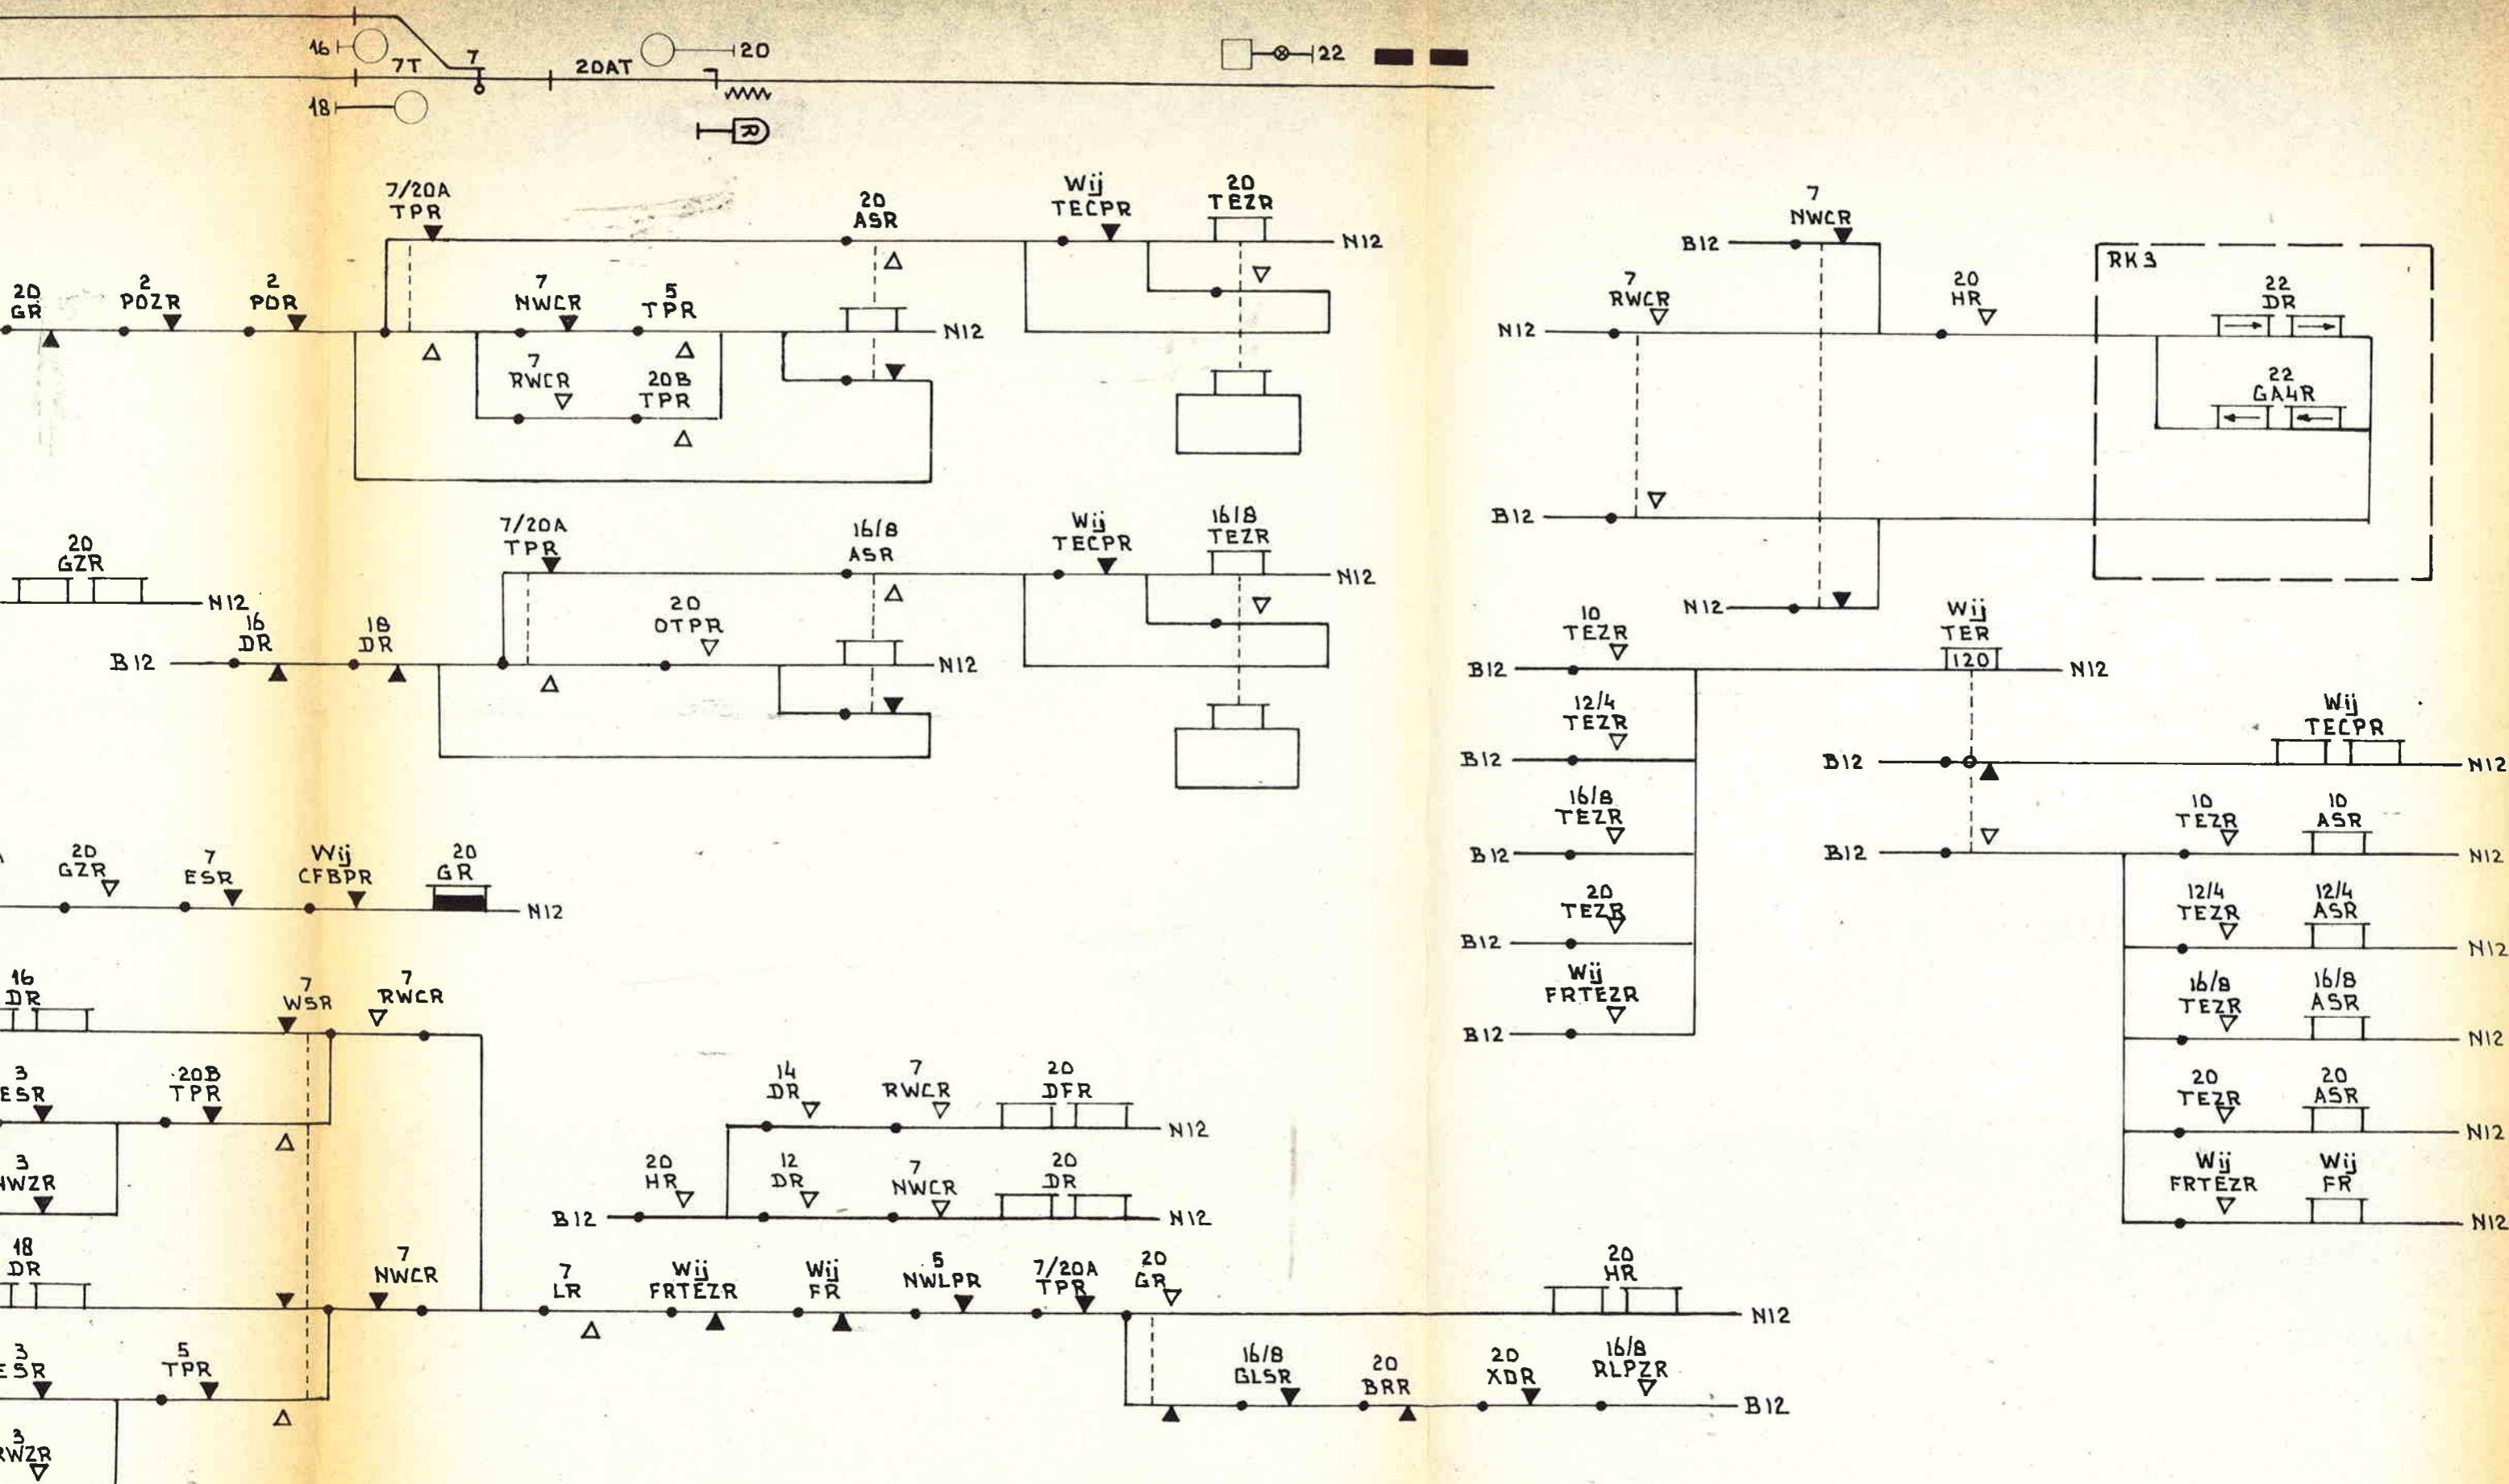 16
7T
7
20AT
20
22
18
R
7/20A
TPR
20
ASR
Wij
TECPR
20
TEZR
N12
20
GR
2
POZR
2
POR
7
NWCR
5
TPR
N12
7
RWCR
20B
TPR
7
NWCR
B12
7
RWCR
20
HR
N12
RK3
22
DR
22
GA4R
B12
N12
20
GZR
N12
7/20A
TPR
16/8
ASR
Wij
TECPR
16/8
TEZR
N12
16
DR
18
DR
20
OTPR
B12
N12
10
TEZR
Wij
TER
B12
120
N12
12/4
TEZR
B12
16/8
TEZR
B12
20
TEZR
B12
Wij
FRTEZR
B12
Wij
TECPR
B12
N12
10
TEZR
10
ASR
B12
N12
12/4
TEZR
12/4
ASR
N12
16/8
TEZR
16/8
ASR
N12
20
TEZR
20
ASR
N12
Wij
FRTEZR
Wij
FR
N12
20
GZR
7
ESR
Wij
CFBPR
20
GR
N12
16
DR
7
WSR
7
RWCR
3
ESR
20B
TPR
3
NWZR
14
DR
7
RWCR
20
DFR
N12
20
HR
12
DR
7
NWCR
20
DR
B12
N12
18
DR
7
NWCR
7
LR
Wij
FRTEZR
Wij
FR
5
NWLPR
7/20A
TPR
20
GR
20
HR
N12
3
ESR
5
TPR
16/8
GLSR
20
BRR
20
XDR
16/8
RLPZR
B12
3
RWZR